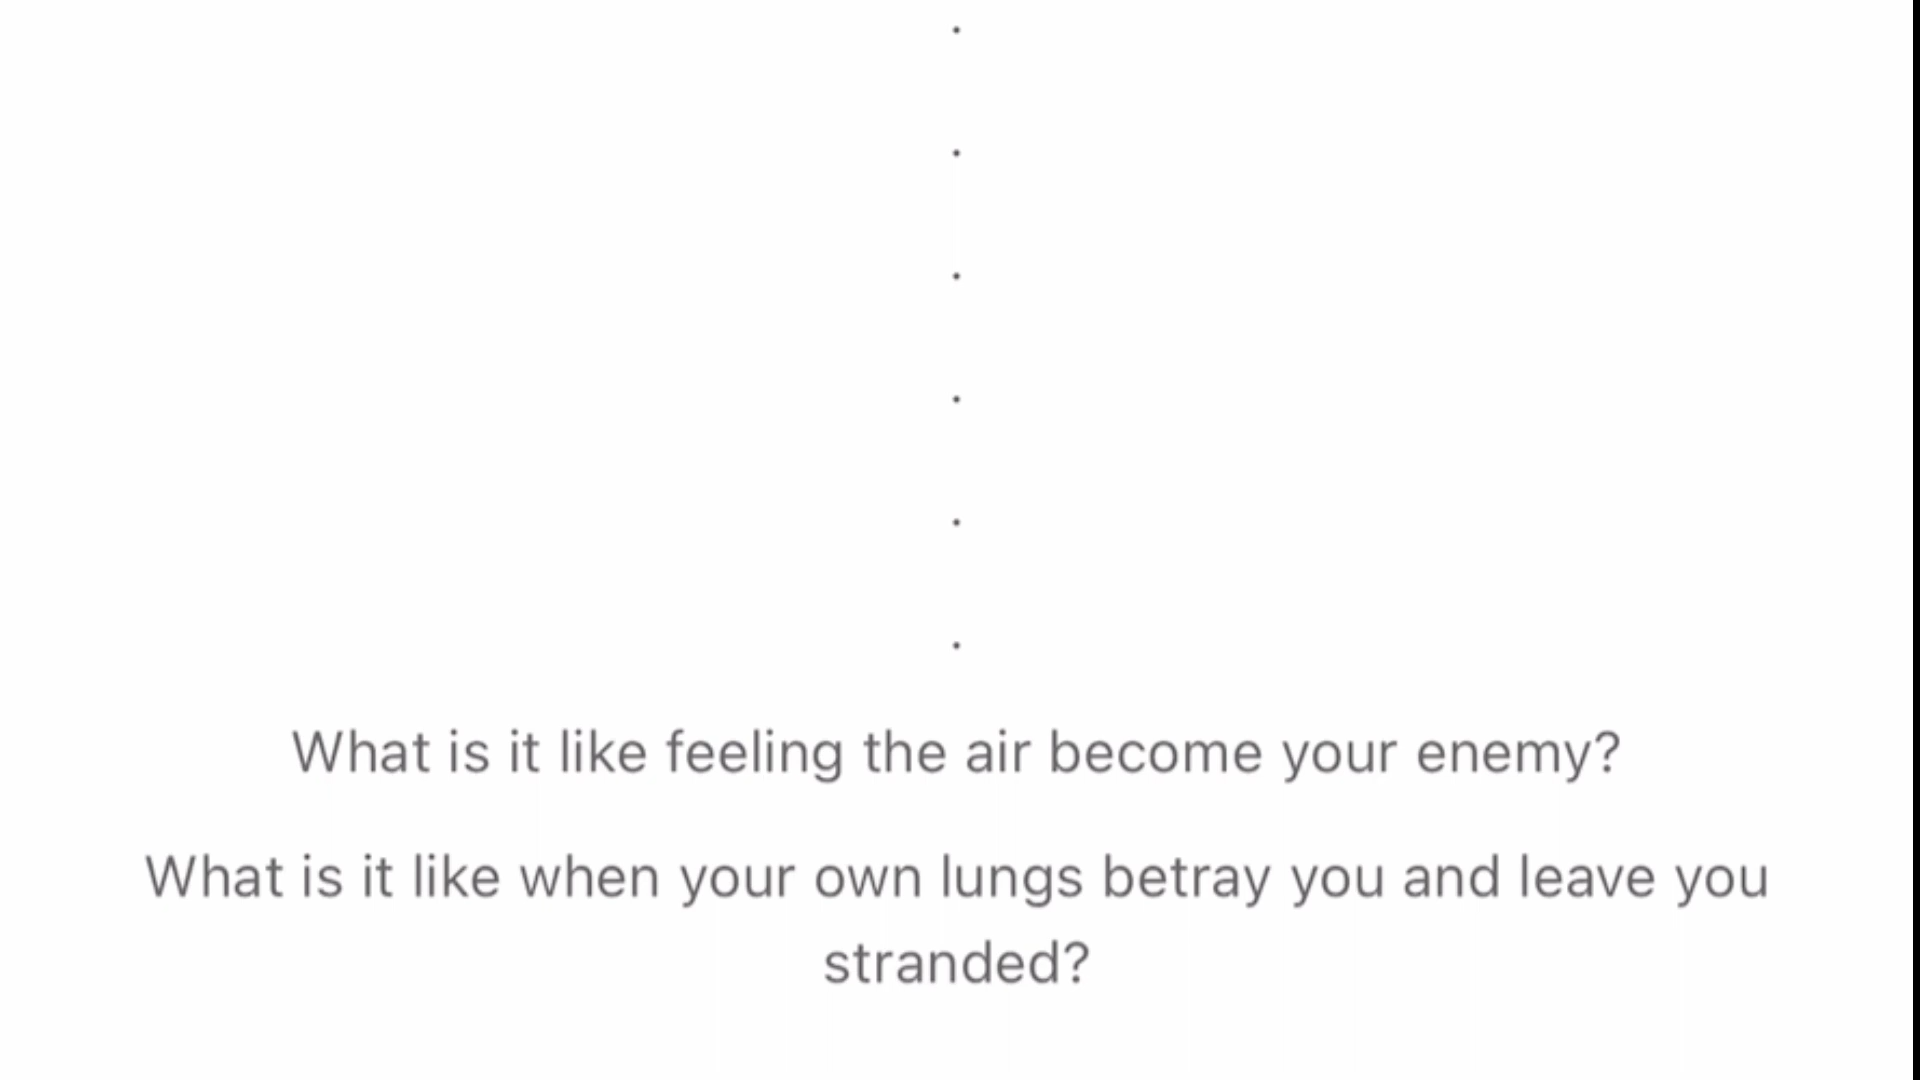 .
.
.
.
.
.
What is it like feeling the air become your enemy?
What is it like when your own lungs betray you and leave you
stranded?